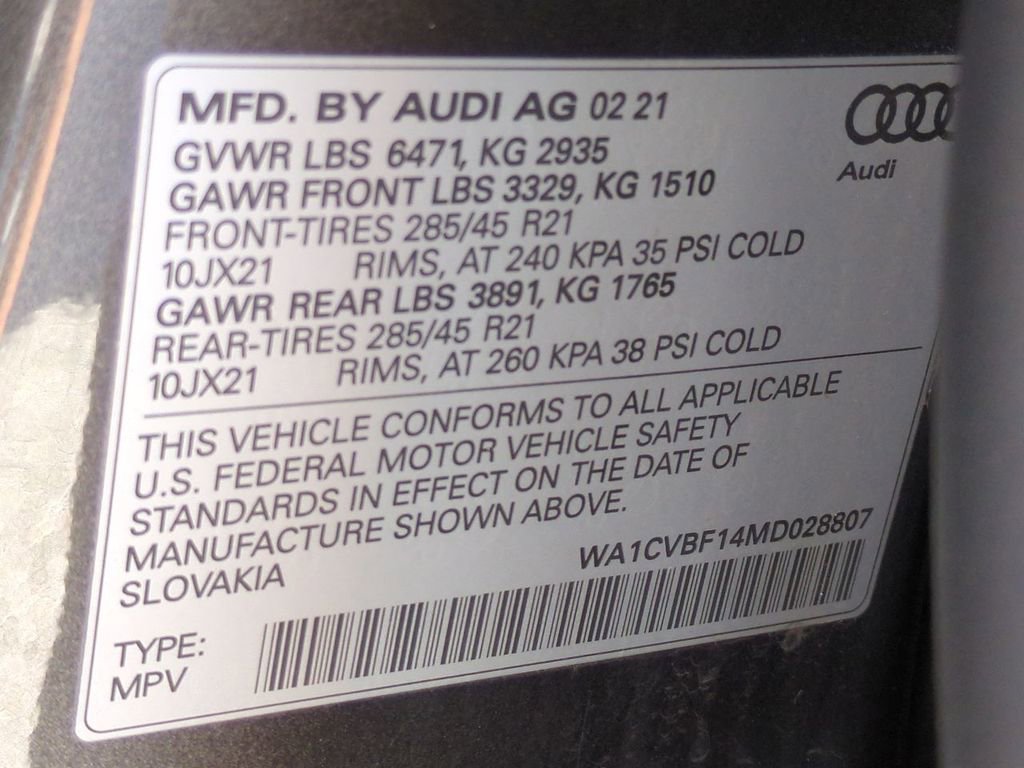 MFD. BY AUDI AG 02 21
GVWR LBS 6471, KG 2935
GAWR FRONT LBS 3329, KG 1510
FRONT-TIRES 285/45 R21
10JX21 RIMS, AT 240 KPA 35 PSI COLD
GAWR REAR LBS 3891, KG 1765
REAR-TIRES 285/45 R21
10JX21 RIMS, AT 260 KPA 38 PSI COLD
Audi
THIS VEHICLE CONFORMS TO ALL APPLICABLE
U.S. FEDERAL MOTOR VEHICLE SAFETY
STANDARDS IN EFFECT ON THE DATE OF
MANUFACTURE SHOWN ABOVE.
SLOVAKIA
WA1CVBF14MD028807
TYPE:
MPV